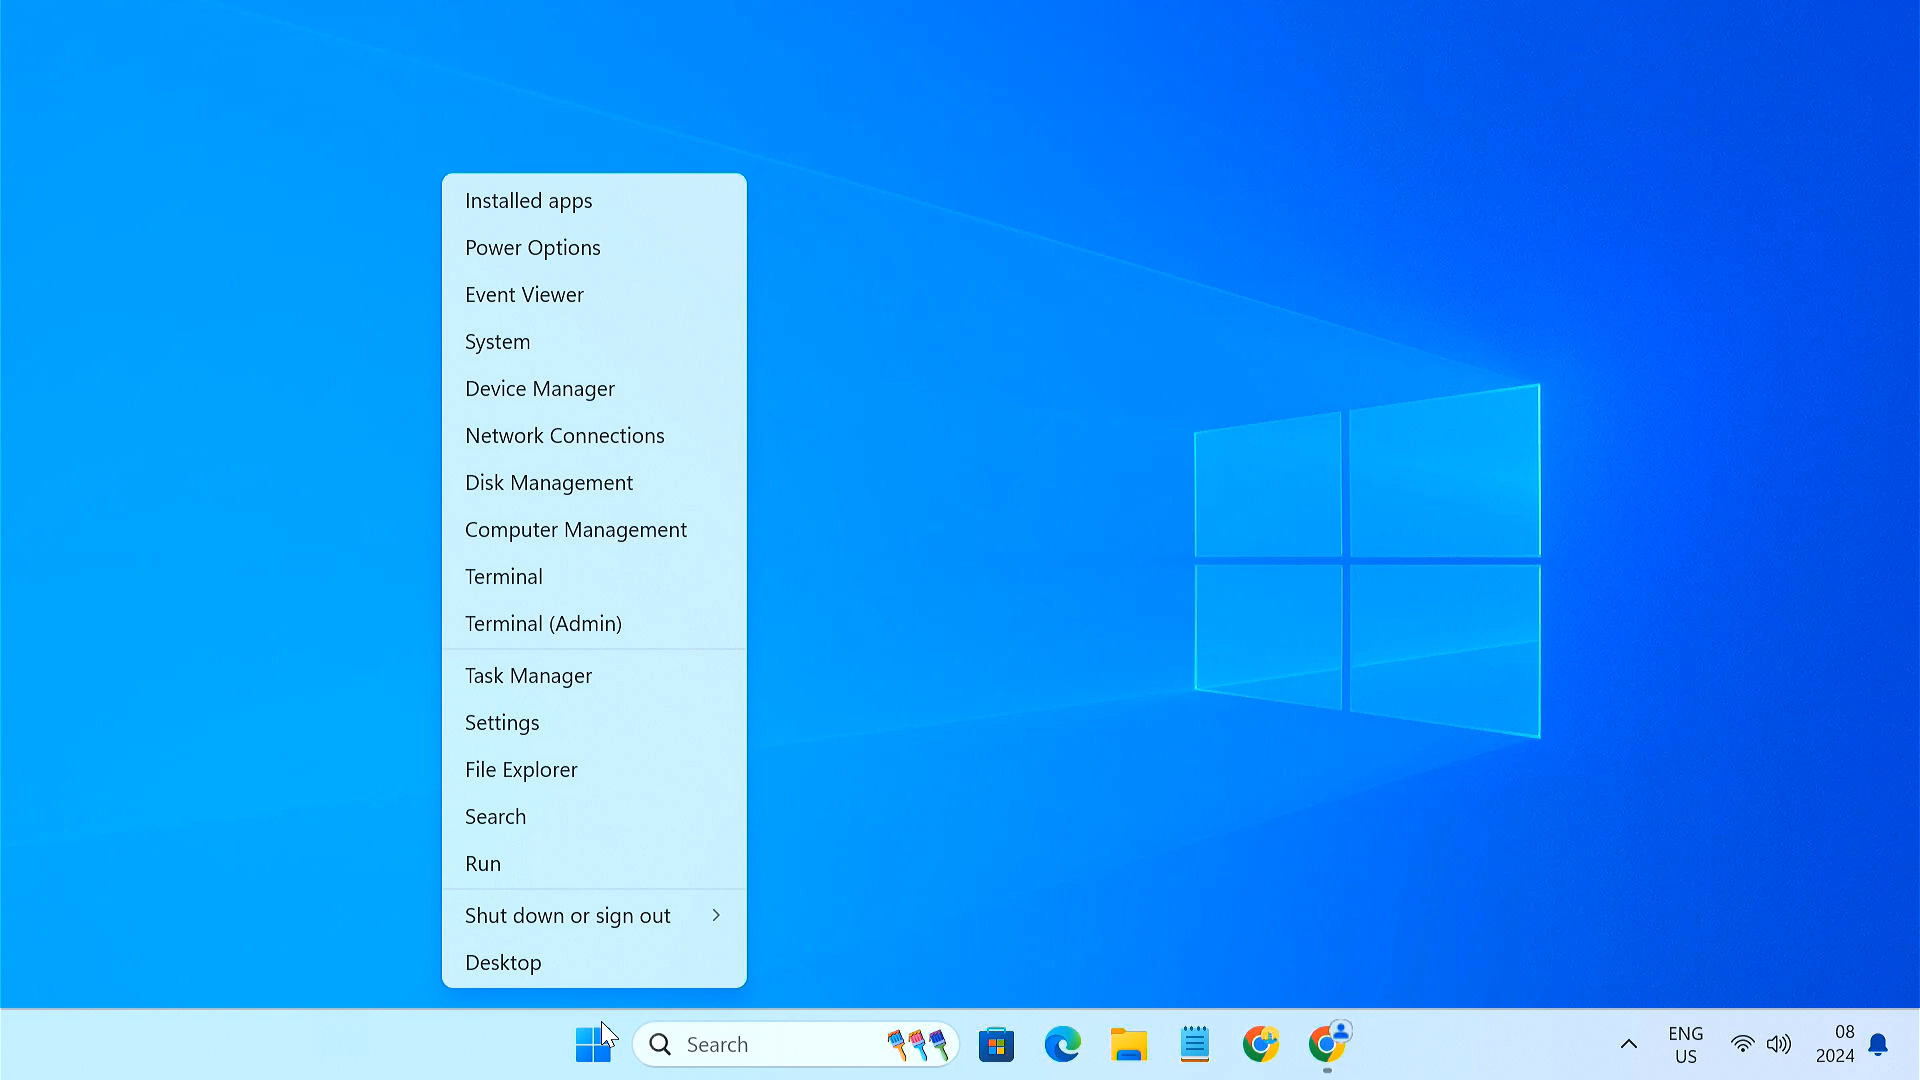 Installed apps
Power Options
Event Viewer
System
Device Manager
Network Connections
Disk Management
Computer Management
Terminal
Terminal (Admin)
Task Manager
Settings
File Explorer
Search
Run
Shut down or sign out
Desktop
Search
ENG
US
08
2024